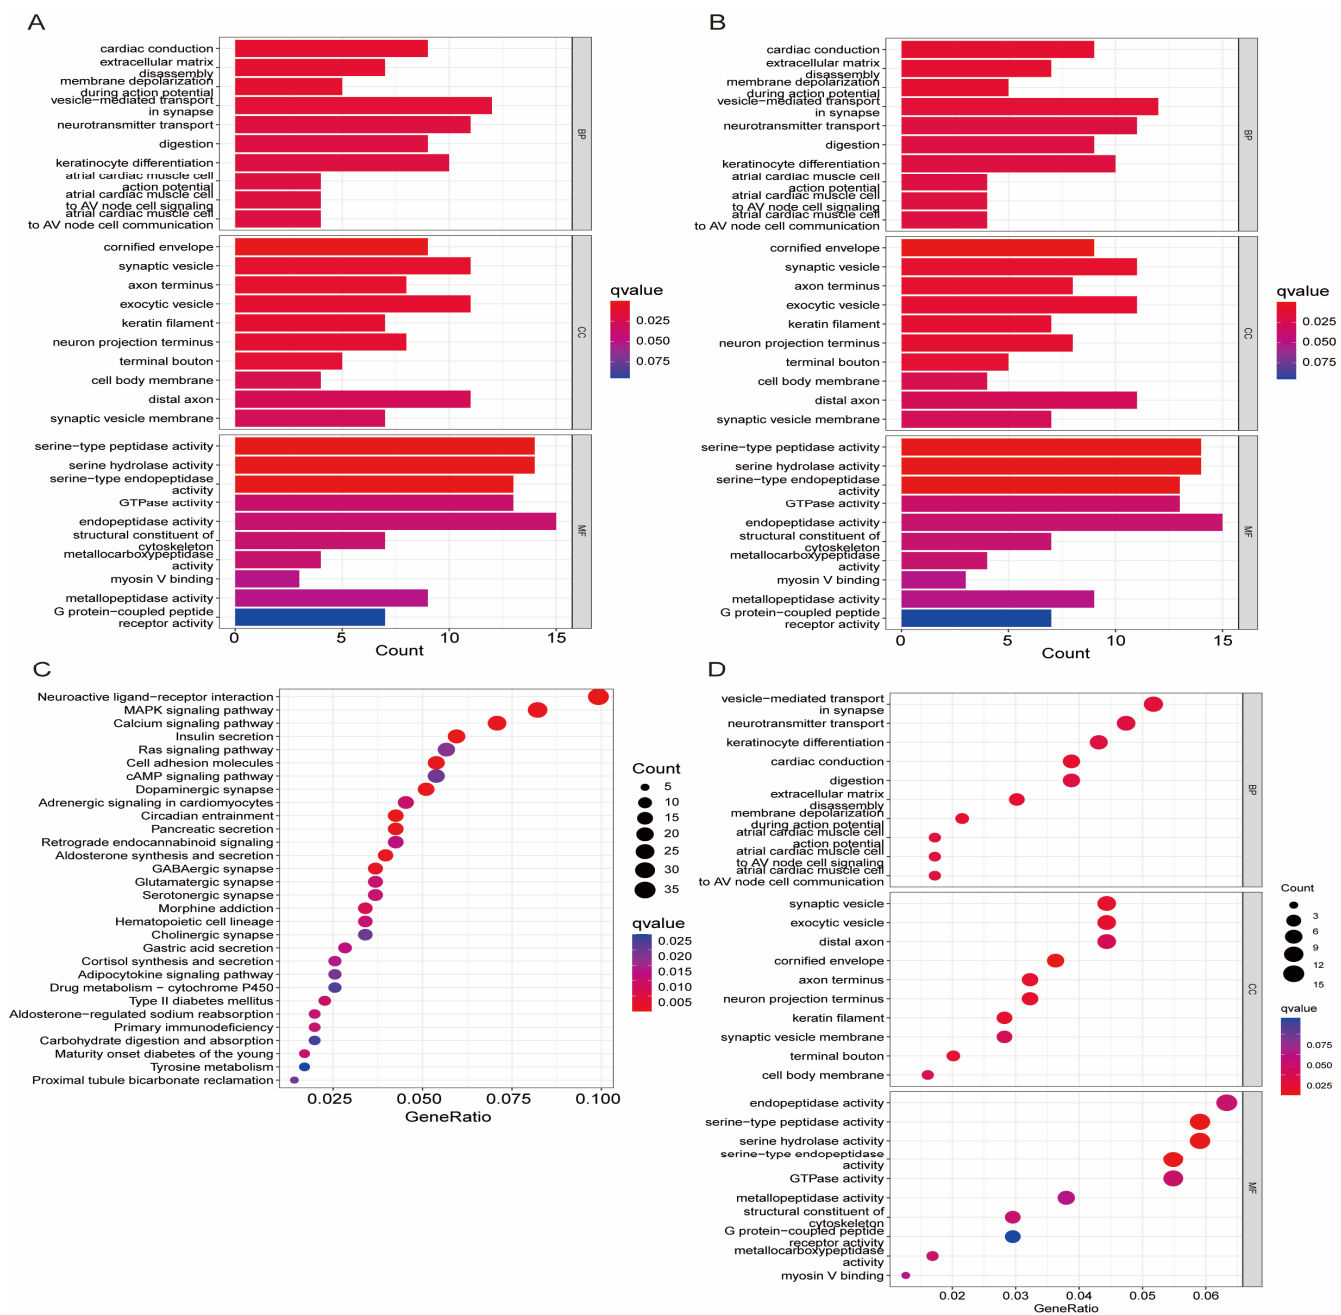 A
cardiac conduction
extracellular matrix
disassembly
membrane depolarization
during action potential
vesicle−mediated transport
in synapse
neurotransmitter transport
digestion
keratinocyte differentiation
atrial cardiac muscle cell
action potential
atrial cardiac muscle cell
to AV node cell signaling
atrial cardiac muscle cell
to AV node cell communication
BP
cornified envelope
synaptic vesicle
axon terminus
exocytic vesicle
keratin filament
neuron projection terminus
terminal bouton
cell body membrane
distal axon
synaptic vesicle membrane
CC
serine−type peptidase activity
serine hydrolase activity
serine−type endopeptidase
activity
GTPase activity
endopeptidase activity
structural constituent of
cytoskeleton
metallocarboxypeptidase
activity
myosin V binding
metallopeptidase activity
G protein−coupled peptide
receptor activity
MF
0 5 10 15
Count
qvalue
0.025
0.050
0.075
B
cardiac conduction
extracellular matrix
disassembly
membrane depolarization
during action potential
vesicle−mediated transport
in synapse
neurotransmitter transport
digestion
keratinocyte differentiation
atrial cardiac muscle cell
action potential
atrial cardiac muscle cell
to AV node cell signaling
atrial cardiac muscle cell
to AV node cell communication
BP
cornified envelope
synaptic vesicle
axon terminus
exocytic vesicle
keratin filament
neuron projection terminus
terminal bouton
cell body membrane
distal axon
synaptic vesicle membrane
CC
serine−type peptidase activity
serine hydrolase activity
serine−type endopeptidase
activity
GTPase activity
endopeptidase activity
structural constituent of
cytoskeleton
metallocarboxypeptidase
activity
myosin V binding
metallopeptidase activity
G protein−coupled peptide
receptor activity
MF
0 5 10 15
Count
qvalue
0.025
0.050
0.075
C
Neuroactive ligand−receptor interaction
MAPK signaling pathway
Calcium signaling pathway
Insulin secretion
Ras signaling pathway
Cell adhesion molecules
cAMP signaling pathway
Dopaminergic synapse
Adrenergic signaling in cardiomyocytes
Circadian entrainment
Pancreatic secretion
Retrograde endocannabinoid signaling
Aldosterone synthesis and secretion
GABAergic synapse
Glutamatergic synapse
Serotonergic synapse
Morphine addiction
Hematopoietic cell lineage
Cholinergic synapse
Gastric acid secretion
Cortisol synthesis and secretion
Adipocytokine signaling pathway
Drug metabolism − cytochrome P450
Type II diabetes mellitus
Aldosterone−regulated sodium reabsorption
Primary immunodeficiency
Carbohydrate digestion and absorption
Maturity onset diabetes of the young
Tyrosine metabolism
Proximal tubule bicarbonate reclamation
0.025 0.050 0.075 0.100
GeneRatio
Count
5
10
15
20
25
30
35
qvalue
0.025
0.020
0.015
0.010
0.005
D
vesicle−mediated transport
in synapse
neurotransmitter transport
keratinocyte differentiation
cardiac conduction
digestion
extracellular matrix
disassembly
membrane depolarization
during action potential
atrial cardiac muscle cell
action potential
atrial cardiac muscle cell
to AV node cell signaling
atrial cardiac muscle cell
to AV node cell communication
BP
synaptic vesicle
exocytic vesicle
distal axon
cornified envelope
axon terminus
neuron projection terminus
keratin filament
synaptic vesicle membrane
terminal bouton
cell body membrane
CC
endopeptidase activity
serine−type peptidase activity
serine hydrolase activity
serine−type endopeptidase
activity
GTPase activity
metallopeptidase activity
structural constituent of
cytoskeleton
G protein−coupled peptide
receptor activity
metallocarboxypeptidase
activity
myosin V binding
MF
0.02 0.03 0.04 0.05 0.06
GeneRatio
Count
3
6
9
12
15
qvalue
0.075
0.050
0.025